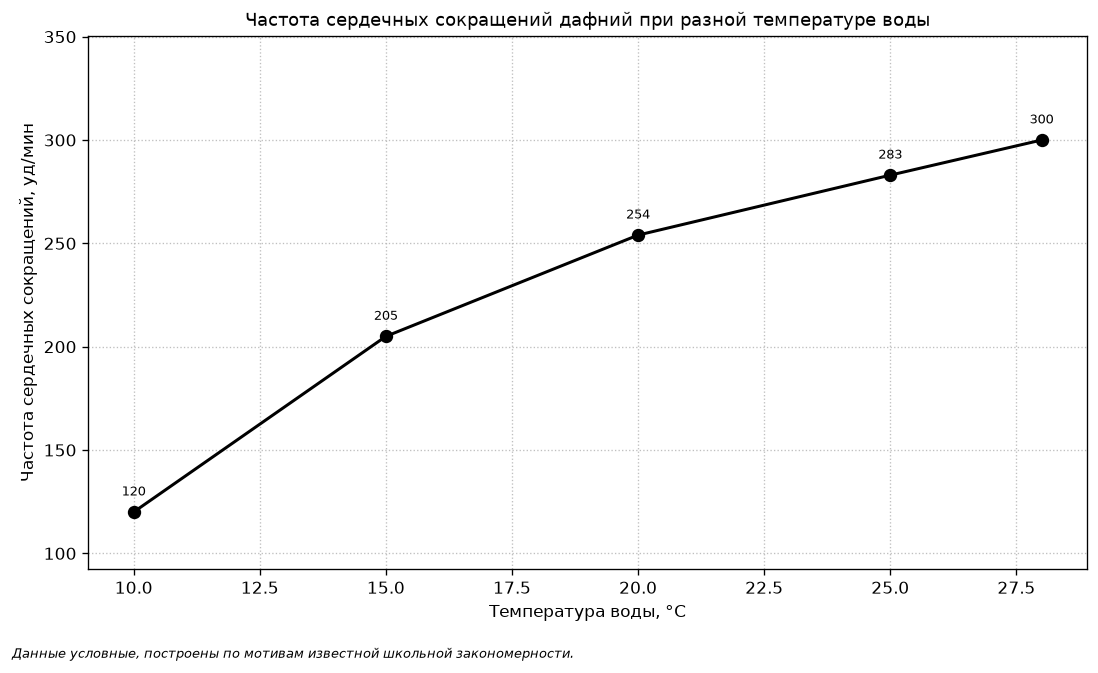 Частота сердечных сокращений дафний при разной температуре воды
Частота сердечных сокращений, уд/мин
350
300
250
200
150
100
120
205
254
283
300
10.0 12.5 15.0 17.5 20.0 22.5 25.0 27.5
Температура воды, °C
Данные условные, построены по мотивам известной школьной закономерности.